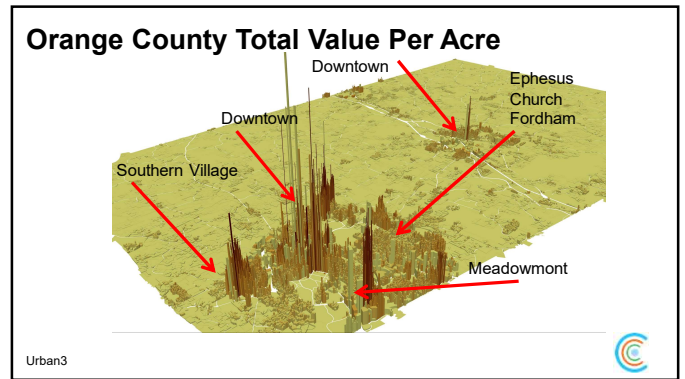 Orange County Total Value Per Acre
Downtown
Ephesus
Church
Fordham
Downtown
Southern Village
Meadowmont
Urban3